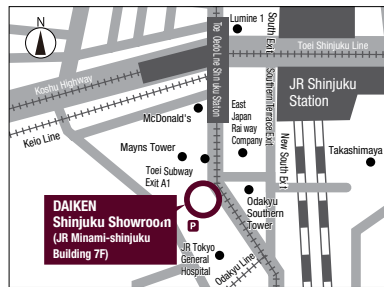 N
Lumine 1
Toei Shinjuku Line
Toe Oedo Line Shinjuku Station
South Exit
Southern Terrace Exit
JR Shinjuku
Station
Koshu Highway
Keio Line
McDonald's
East
Japan
Rai way
Company
New South Ex t
Takashimaya
Mayns Tower
Toei Subway
Exit A1
DAIKEN
Shinjuku Showroom
(JR Minami-shinjuku
Building 7F)
P
Odakyu
Southern
Tower
JR Tokyo
General
Hospital
Odakyu Line